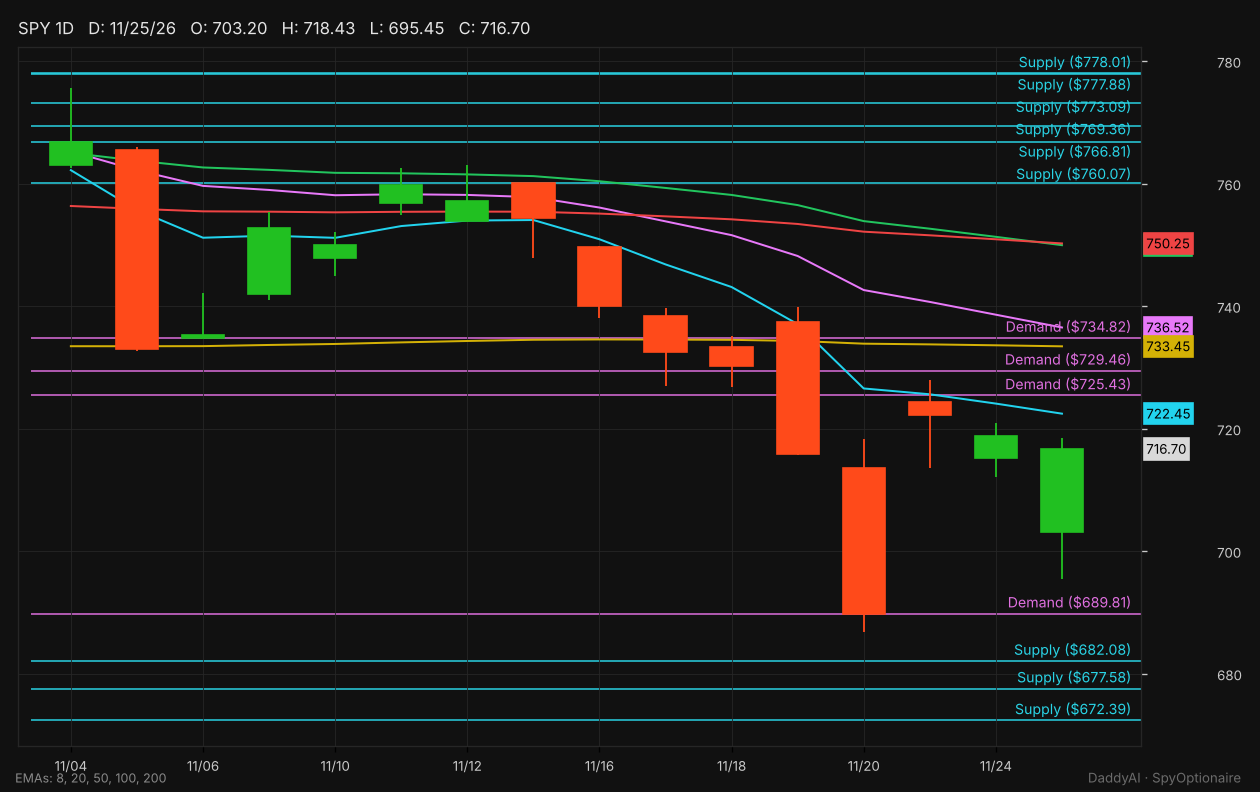 SPY 1D D: 11/25/26 O: 703.20 H: 718.43 L: 695.45 C: 716.70
Supply ($778.01)
Supply ($777.88)
Supply ($773.09)
Supply ($769.36)
Supply ($766.81)
Supply ($760.07)
Demand ($734.82)
Demand ($729.46)
Demand ($725.43)
Demand ($689.81)
Supply ($682.08)
Supply ($677.58)
Supply ($672.39)
780
760
750.25
740
736.52
733.45
722.45
720
716.70
700
680
11/04 11/06 11/10 11/12 11/16 11/18 11/20 11/24
EMAs: 8, 20, 50, 100, 200
DaddyAI · SpyOptionaire